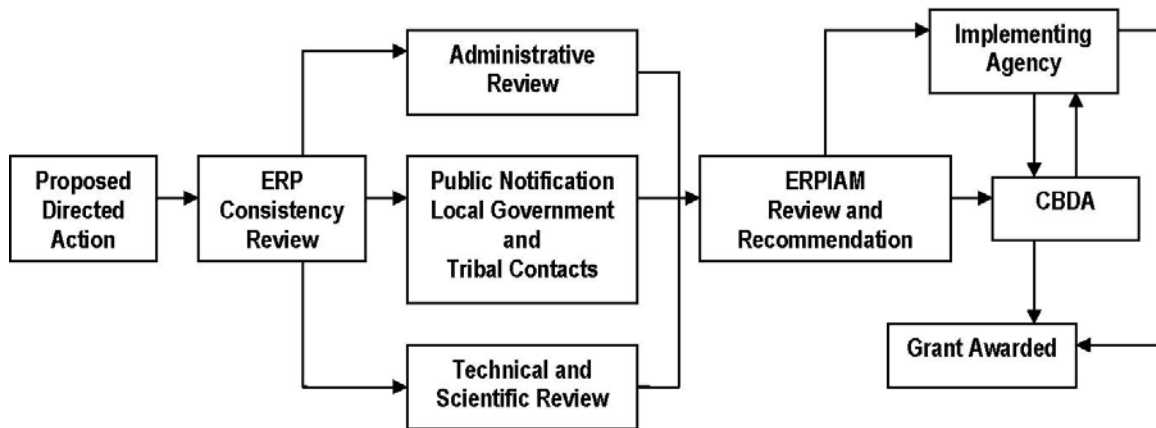 Proposed
Directed
Action
ERP
Consistency
Review
Administrative
Review
Public Notification
Local Government
and
Tribal Contacts
Technical and
Scientific Review
ERPIAM
Review and
Recommendation
Implementing
Agency
CBDA
Grant Awarded